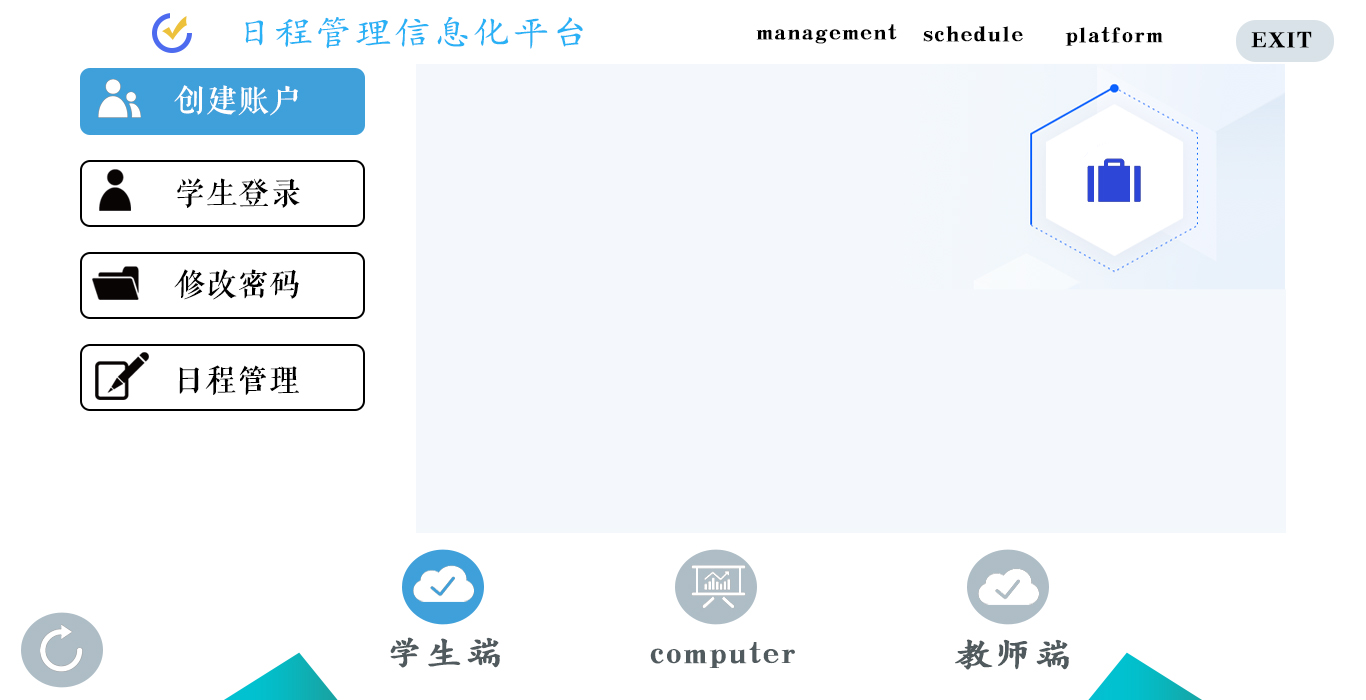 日程管理信息化平台
management schedule platform
EXIT
创建账户
学生登录
修改密码
日程管理
学生端
computer
教师端